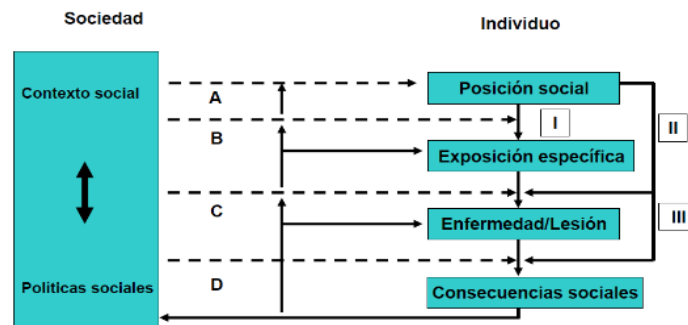 Sociedad
Individuo
Contexto social
A
Posición social
I
II
B
Exposición específica
C
Enfermedad/Lesión
III
Politicas sociales
D
Consecuencias sociales